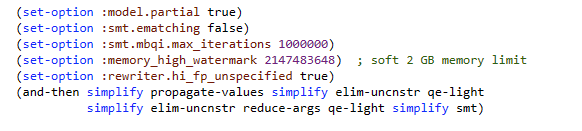 (set-option :model.partial true)
(set-option :smt.ematching false)
(set-option :smt.mbqi.max_iterations 1000000)
(set-option :memory_high_watermark 2147483648)  ; soft 2 GB memory limit
(set-option :rewriter.hi_fp_unspecified true)
(and-then simplify propagate-values simplify elim-uncnstr qe-light
          simplify elim-uncnstr reduce-args qe-light simplify smt)